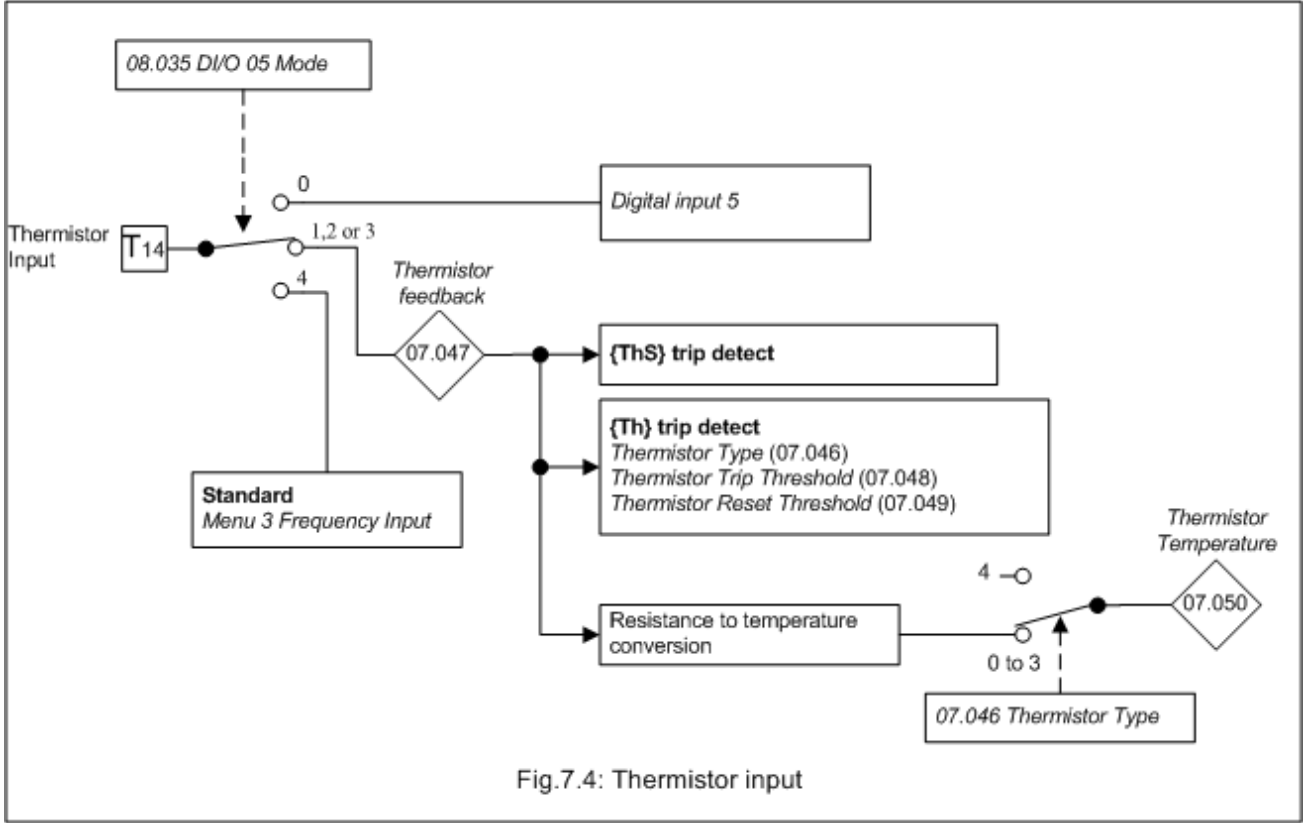 08.035 DI/O 05 Mode
0
Digital input 5
Thermistor
Input
T14
1,2 or 3
4
Thermistor
feedback
07.047
{ThS} trip detect
{Th} trip detect
Thermistor Type (07.046)
Thermistor Trip Threshold (07.048)
Thermistor Reset Threshold (07.049)
Standard
Menu 3 Frequency Input
Thermistor
Temperature
4
07.050
Resistance to temperature
conversion
0 to 3
07.046 Thermistor Type
Fig.7.4: Thermistor input